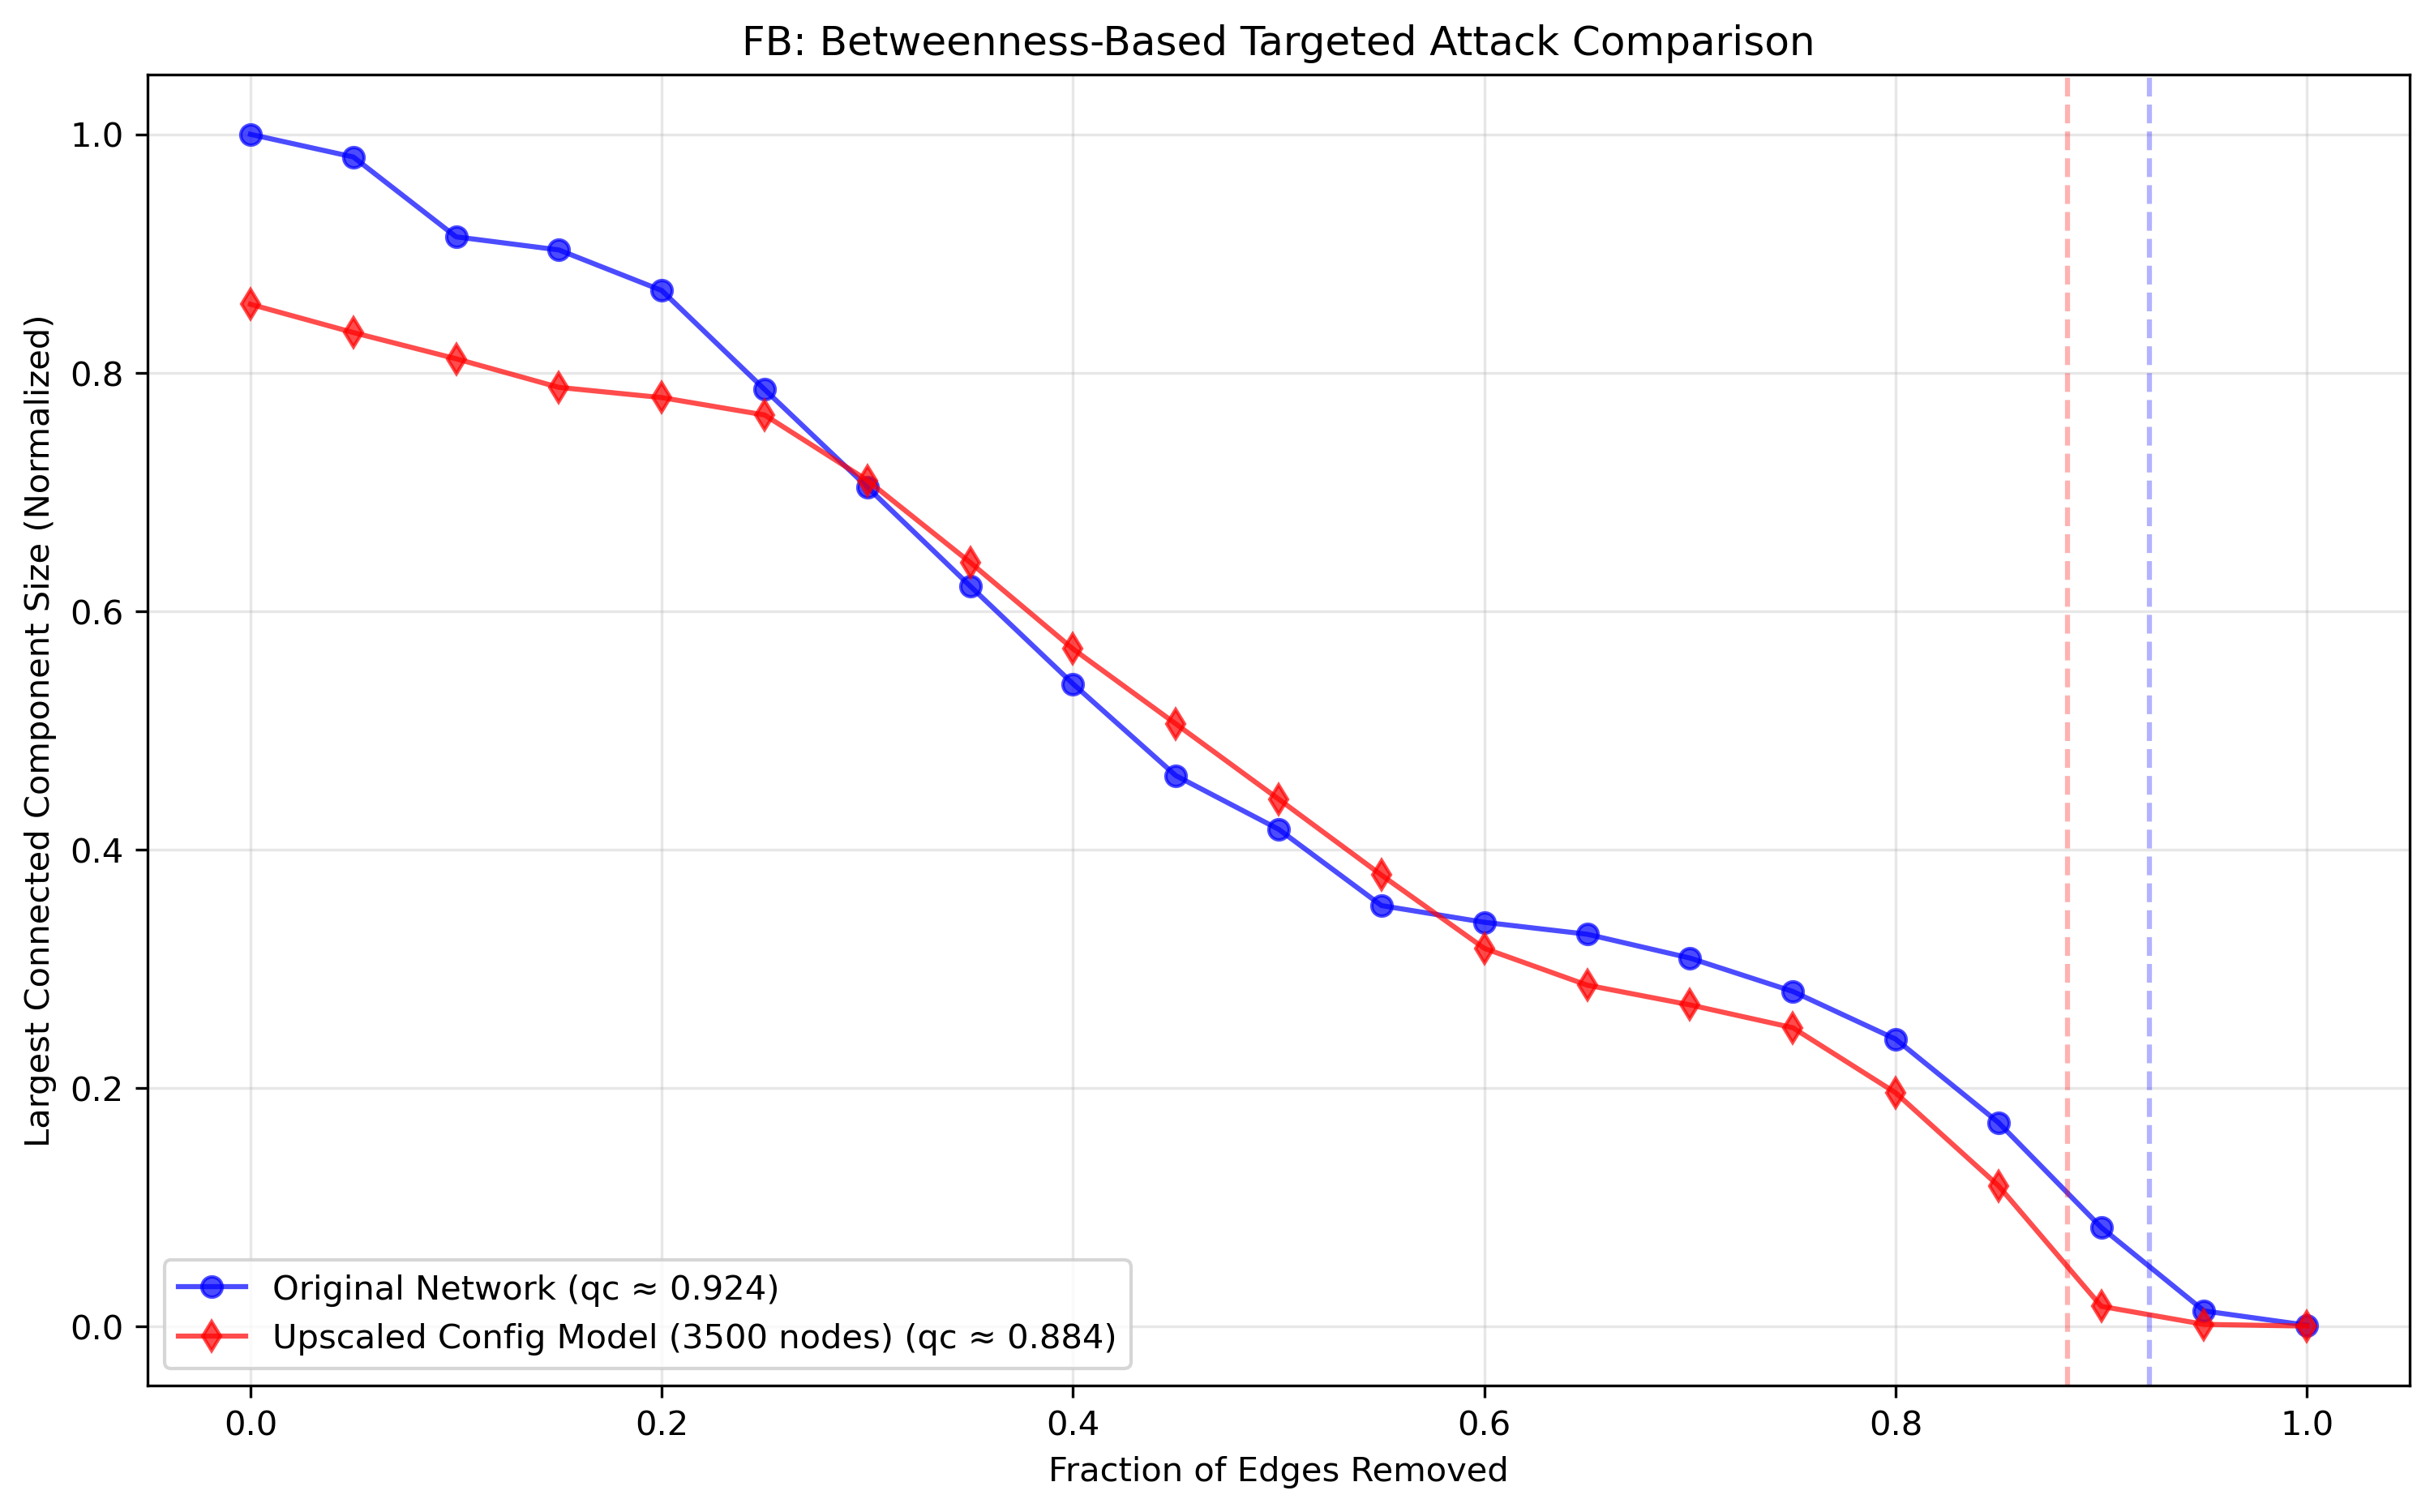 FB: Betweenness-Based Targeted Attack Comparison
Largest Connected Component Size (Normalized)
1.0
0.8
0.6
0.4
0.2
0.0
Original Network (qc ≈ 0.924)
Upscaled Config Model (3500 nodes) (qc ≈ 0.884)
0.0 0.2 0.4 0.6 0.8 1.0
Fraction of Edges Removed